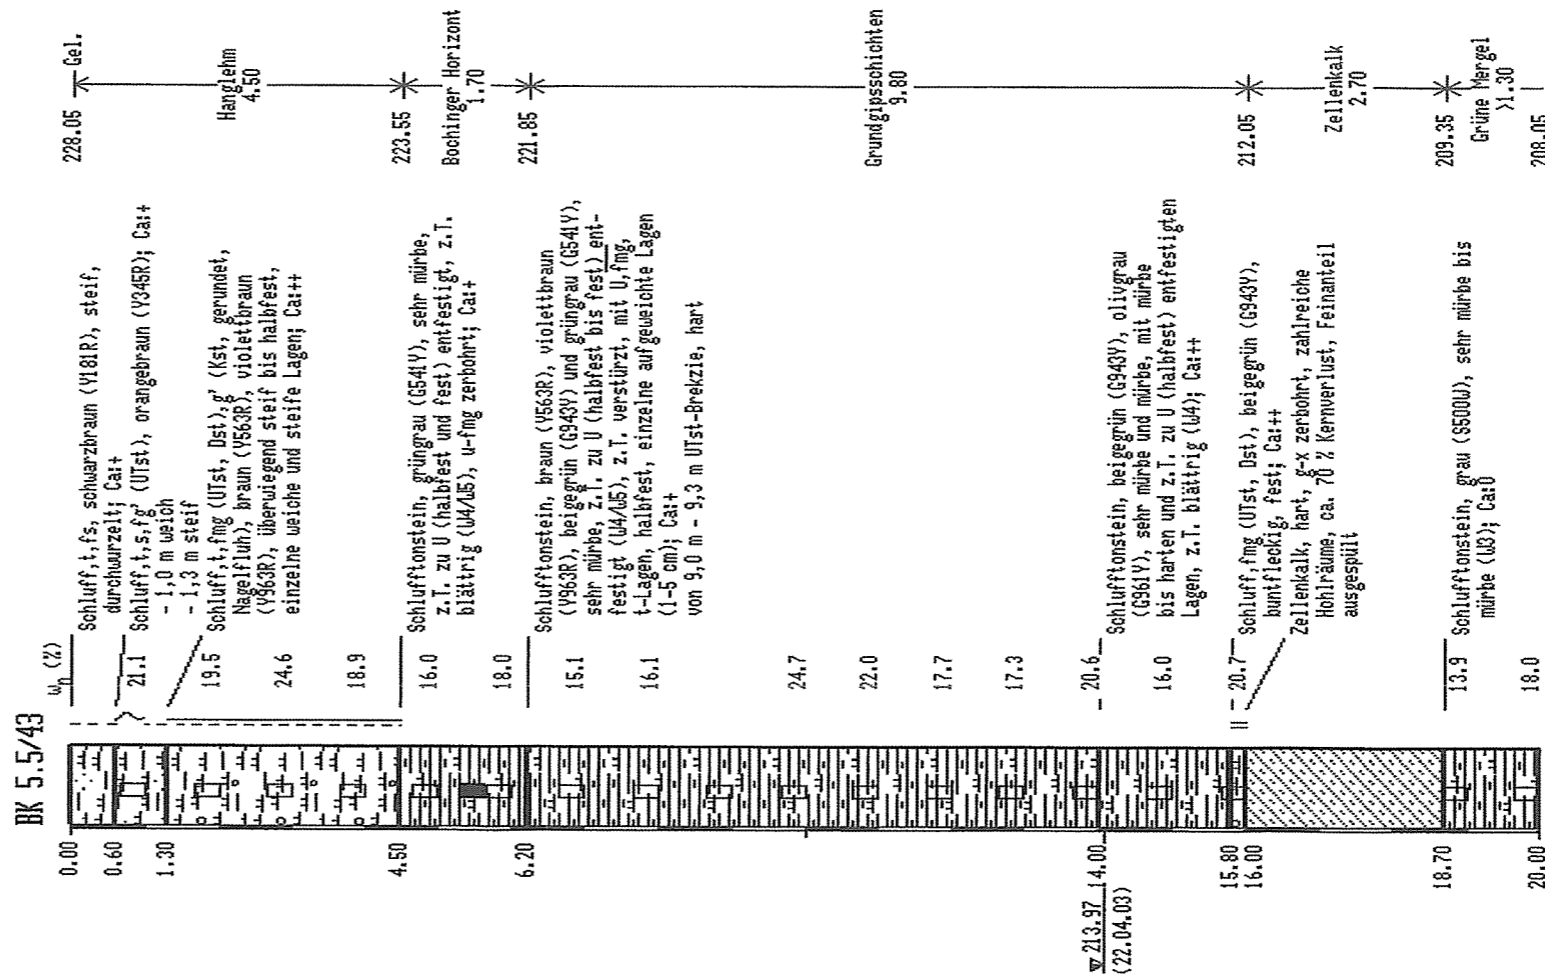 BK 5.5/43
0.00
0.60
1.30
4.50
6.20
▽ 213.97
(22.04.03)
14.00
15.80
16.00
18.70
20.00
wn (%)
21.1
19.5
24.6
18.9
16.0
18.0
15.1
16.1
24.7
22.0
17.7
17.3
20.6
16.0
20.7
13.9
18.0
Schluff,t,fs, schwarzbraun (Y181R), steif,
durchwurzelt; Ca:+
Schluff,t,s,fg' (UTst), orangebraun (Y345R); Ca:+
- 1,0 m weich
- 1,3 m steif
Schluff,t,fmg (UTst, Dst),g' (Kst, gerundet,
Nagelfluh), braun (Y563R), violettbraun
(Y963R), überwiegend steif bis halbfest,
einzelne weiche und steife Lagen; Ca:++
Schlufftonstein, grüngrau (G541Y), sehr mürbe,
z.T. zu U (halbfest und fest) entfestigt, z.T.
blättrig (W4/W5), u-fmg zerbohrt; Ca:+
Schlufftonstein, braun (Y563R), violettbraun
(Y963R), beigegrün (G943Y) und grüngrau (G541Y),
sehr mürbe, z.T. zu U (halbfest bis fest) ent-
festigt (W4/W5), z.T. verstürzt, mit U,fmg,
t-Lagen, halbfest, einzelne aufgeweichte Lagen
(1-5 cm); Ca:+
von 9,0 m - 9,3 m UTst-Brekzie, hart
Schlufftonstein, beigegrün (G943Y), olivgrau
(G961Y), sehr mürbe und mürbe, mit mürbe
bis harten und z.T. zu U (halbfest) entfestigten
Lagen, z.T. blättrig (W4); Ca:++
Schluff,fmg (UTst, Dst), beigegrün (G943Y),
buntfleckig, fest; Ca:++
Zellenkalk, hart, g-x zerbohrt, zahlreiche
Hohlräume, ca. 70 % Kernverlust, Feinanteil
ausgespült
Schlufftonstein, grau (S500W), sehr mürbe bis
mürbe (W3); Ca:0
228.05 Gel.
Hanglehm
4.50
223.55
Bochinger Horizont
1.70
221.85
Grundgipsschichten
9.80
212.05
Zellenkalk
2.70
209.35
Grüne Mergel
>1.30
208.05